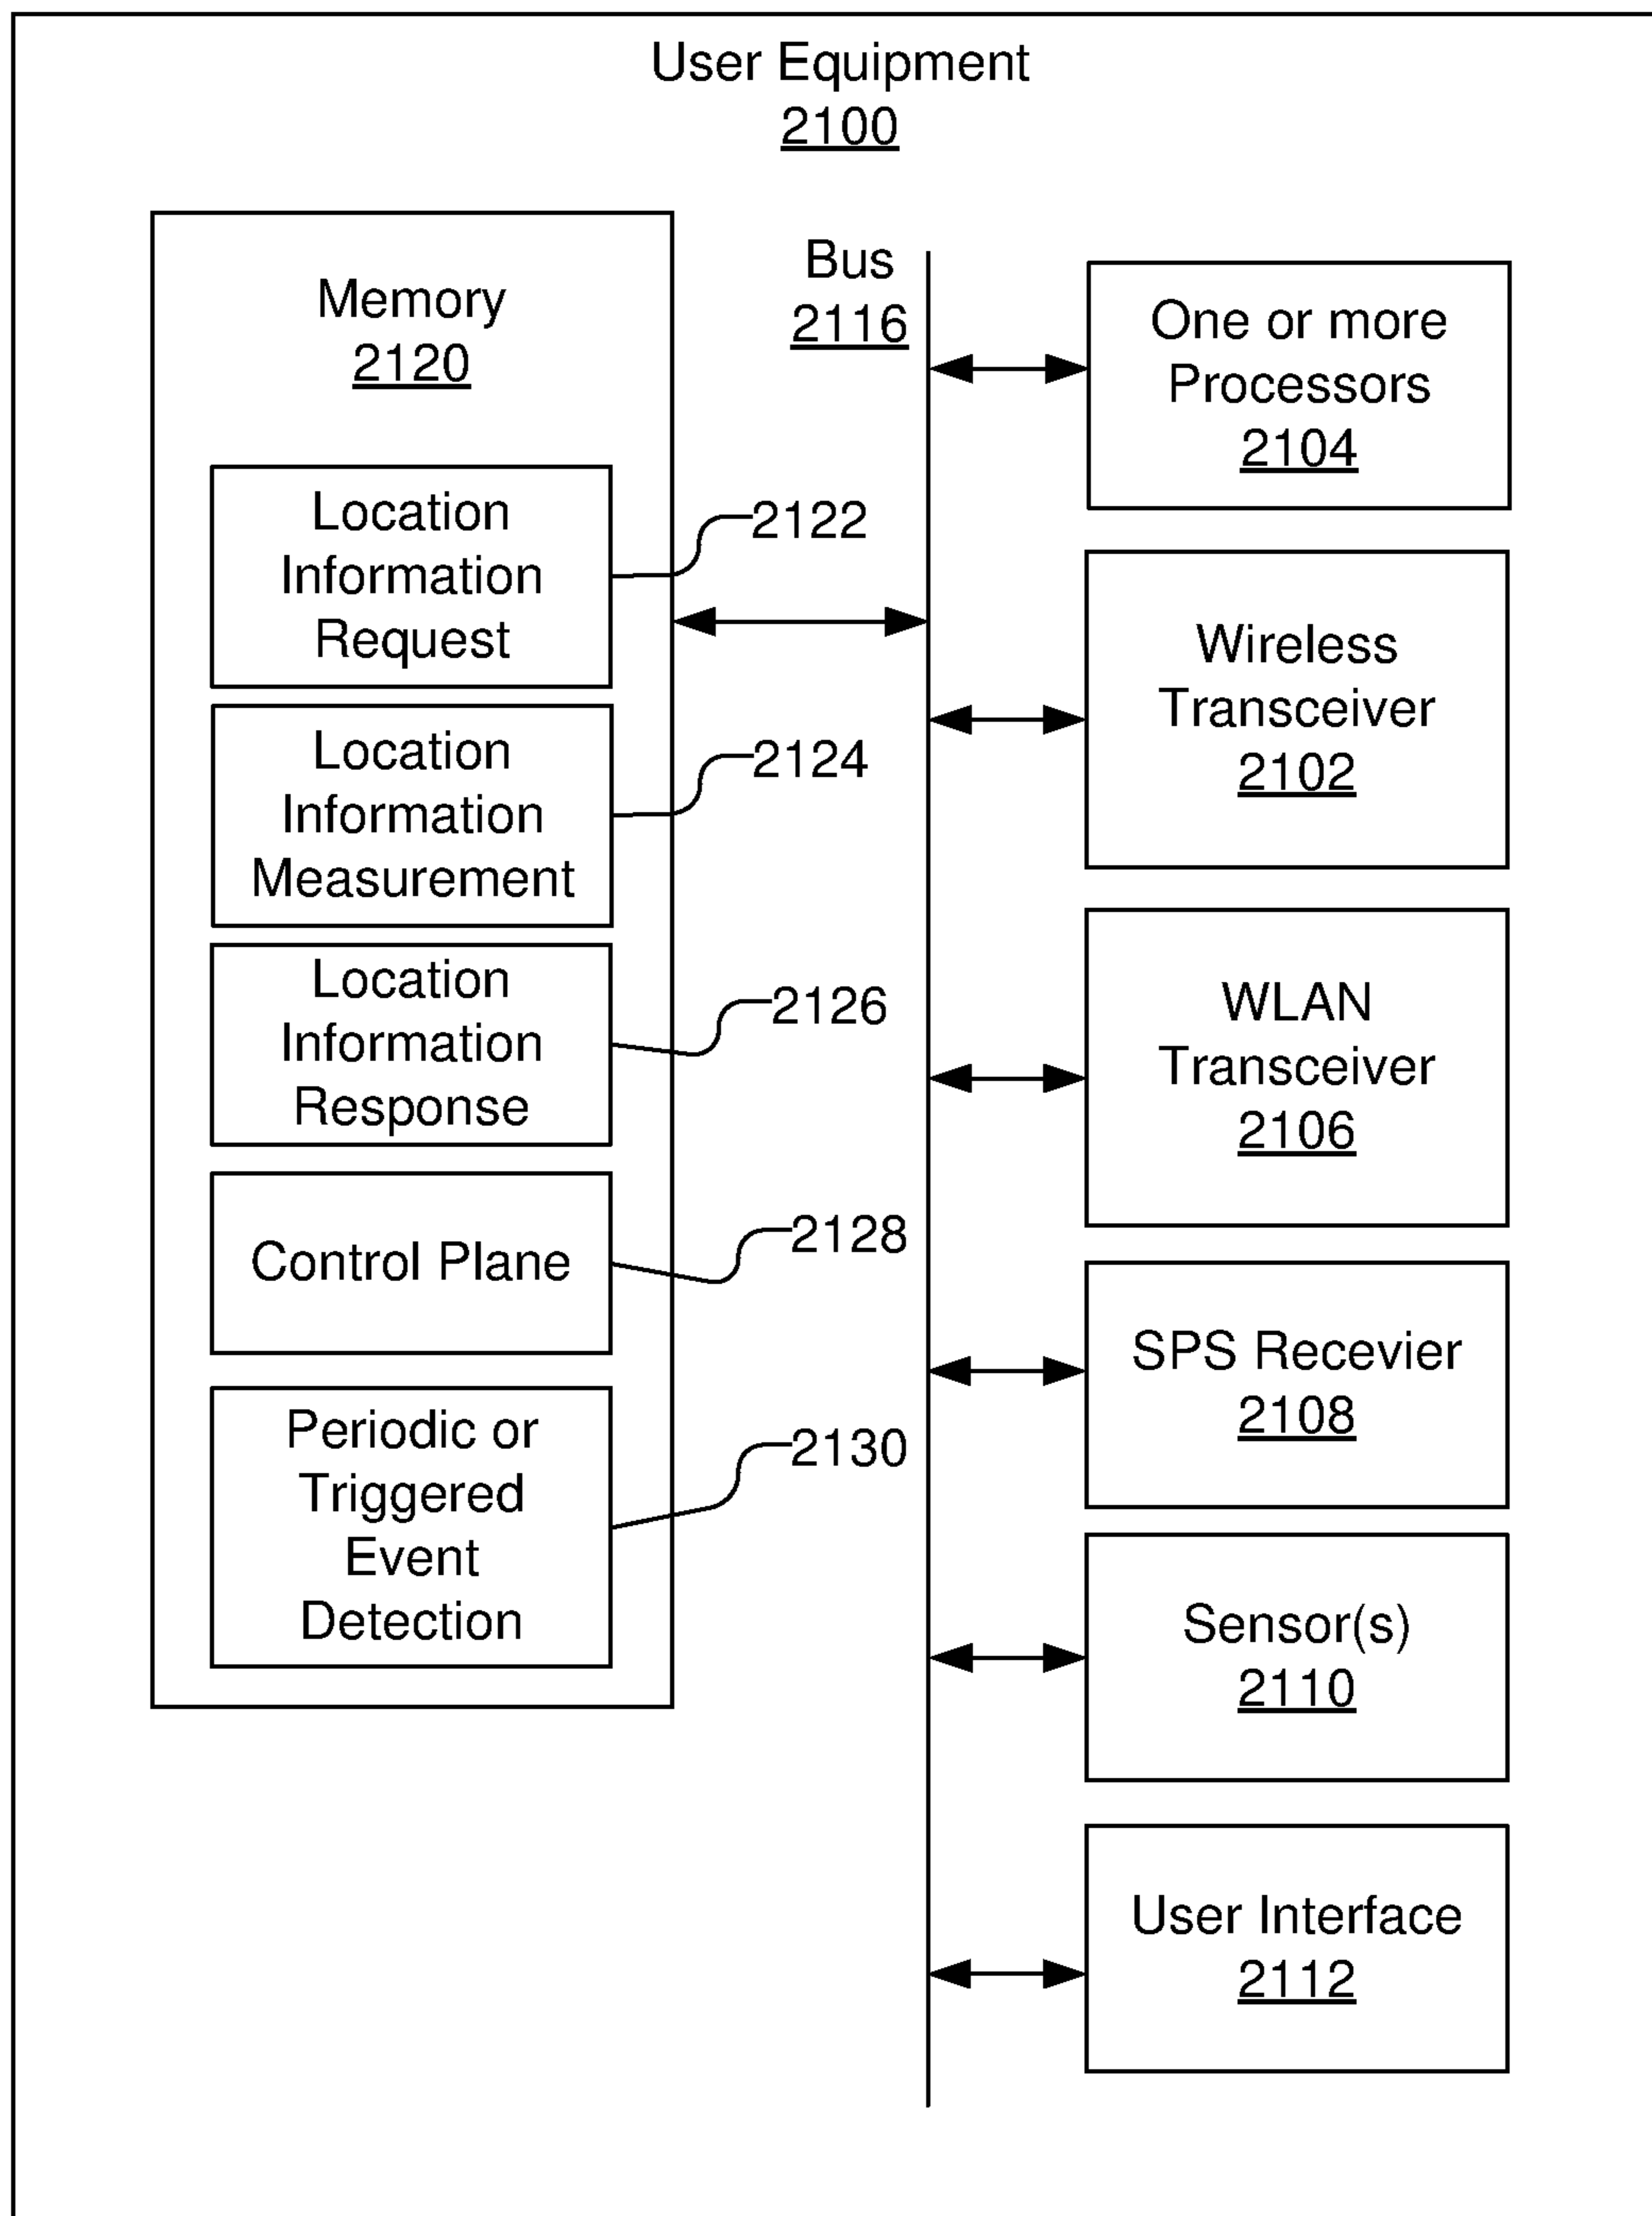 User Equipment
2100
Memory
2120
Location
Information
Request
2122
Location
Information
Measurement
2124
Location
Information
Response
2126
Control Plane
2128
Periodic or
Triggered
Event
Detection
2130
Bus
2116
One or more
Processors
2104
Wireless
Transceiver
2102
WLAN
Transceiver
2106
SPS Recevier
2108
Sensor(s)
2110
User Interface
2112